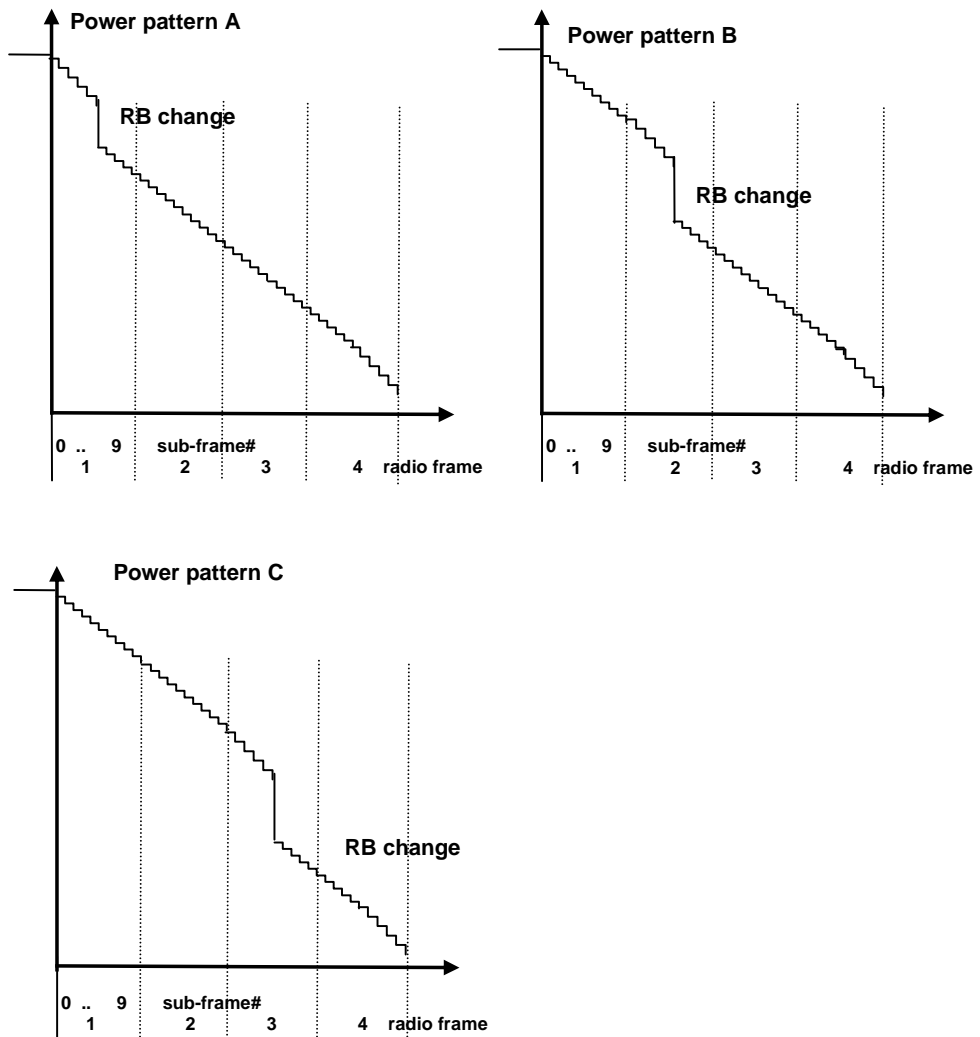 Power pattern A
RB change
0 .. 9 sub-frame#
1 2 3 4 radio frame
Power pattern B
RB change
0 .. 9 sub-frame#
1 2 3 4 radio frame
Power pattern C
RB change
0 .. 9 sub-frame#
1 2 3 4 radio frame